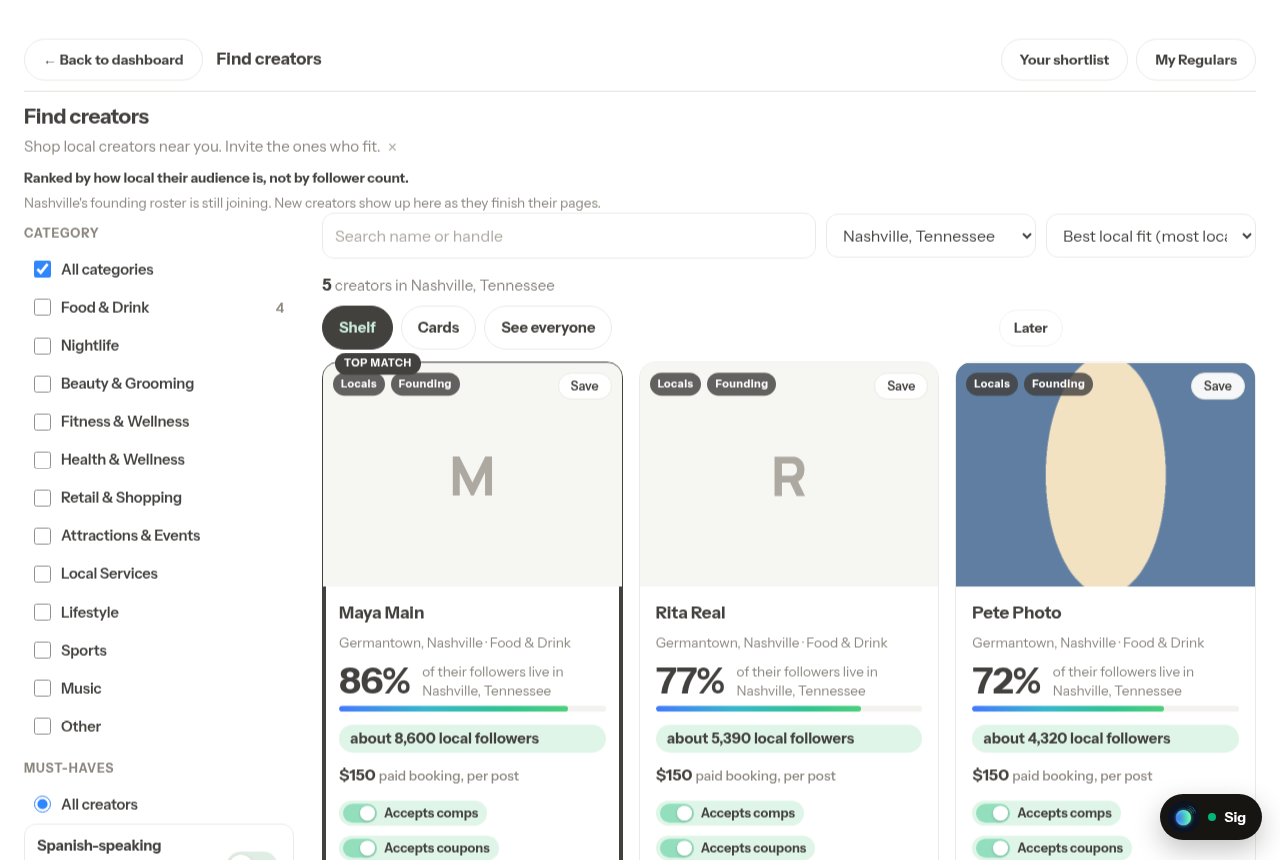 ← Back to dashboard
Find creators
Your shortlist
My Regulars
Find creators
Shop local creators near you. Invite the ones who fit. ×
Ranked by how local their audience is, not by follower count.
Nashville's founding roster is still joining. New creators show up here as they finish their pages.
CATEGORY
All categories
Food & Drink 4
Nightlife
Beauty & Grooming
Fitness & Wellness
Health & Wellness
Retail & Shopping
Attractions & Events
Local Services
Lifestyle
Sports
Music
Other
MUST-HAVES
All creators
Spanish-speaking
Search name or handle
Nashville, Tennessee
Best local fit (most loca
5 creators in Nashville, Tennessee
Shelf
Cards
See everyone
Later
TOP MATCH
Locals
Founding
Save
M
Maya Main
Germantown, Nashville · Food & Drink
86%
of their followers live in
Nashville, Tennessee
about 8,600 local followers
$150 paid booking, per post
Accepts comps
Accepts coupons
Locals
Founding
Save
R
Rita Real
Germantown, Nashville · Food & Drink
77%
of their followers live in
Nashville, Tennessee
about 5,390 local followers
$150 paid booking, per post
Accepts comps
Accepts coupons
Locals
Founding
Save
Pete Photo
Germantown, Nashville · Food & Drink
72%
of their followers live in
Nashville, Tennessee
about 4,320 local followers
$150 paid booking, per post
Accepts comps
Accepts coupons
Sig